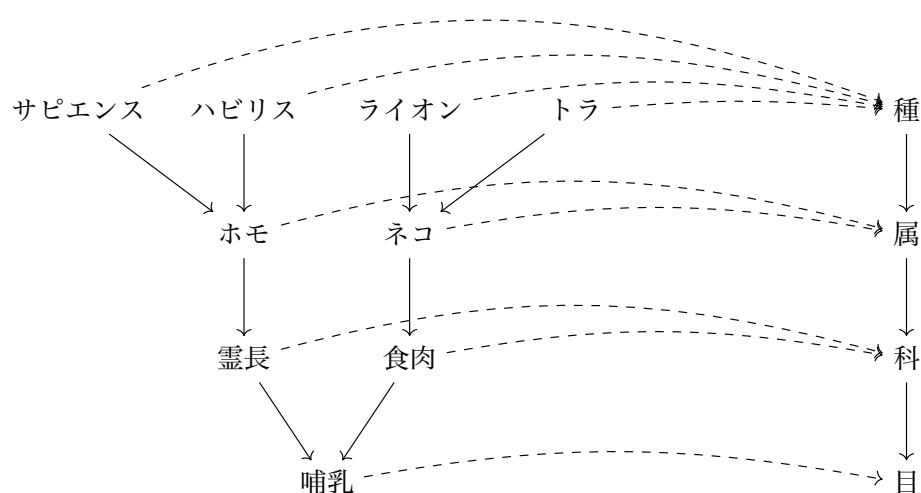 サピエンス ハビリス ライオン トラ 種
ホモ ネコ 属
霊長 食肉 科
哺乳 目